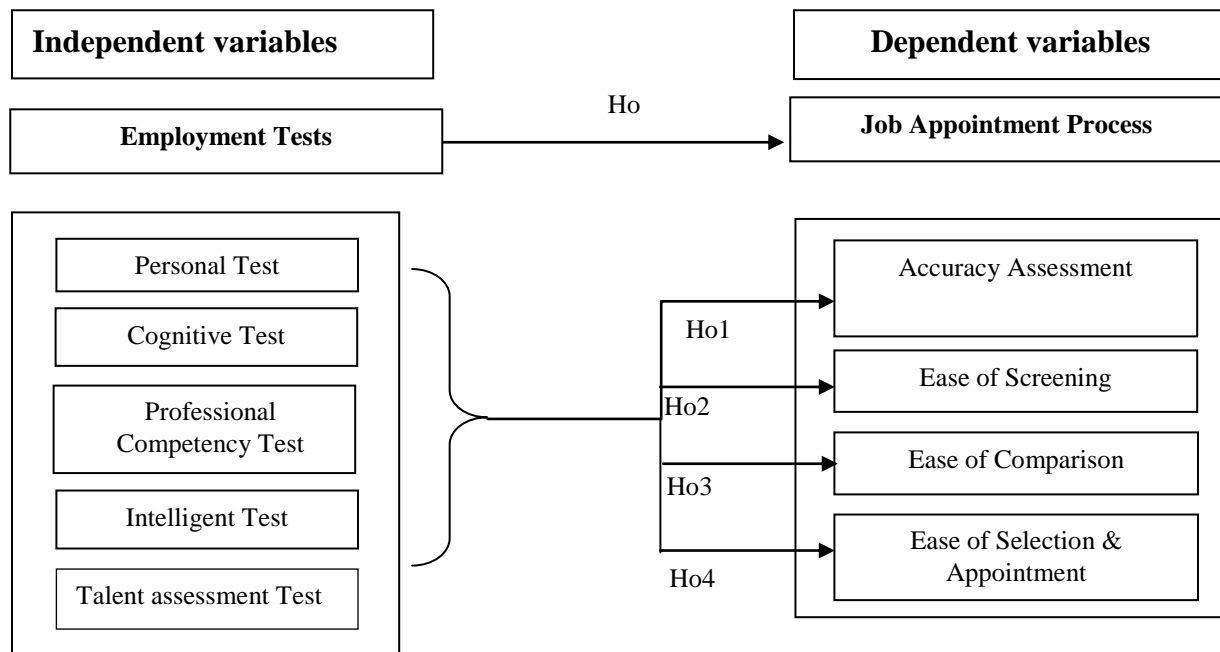 Independent variables
Dependent variables
Ho
Employment Tests
Job Appointment Process
Personal Test
Cognitive Test
Professional
Competency Test
Intelligent Test
Talent assessment Test
Ho1
Ho2
Ho3
Ho4
Accuracy Assessment
Ease of Screening
Ease of Comparison
Ease of Selection &
Appointment